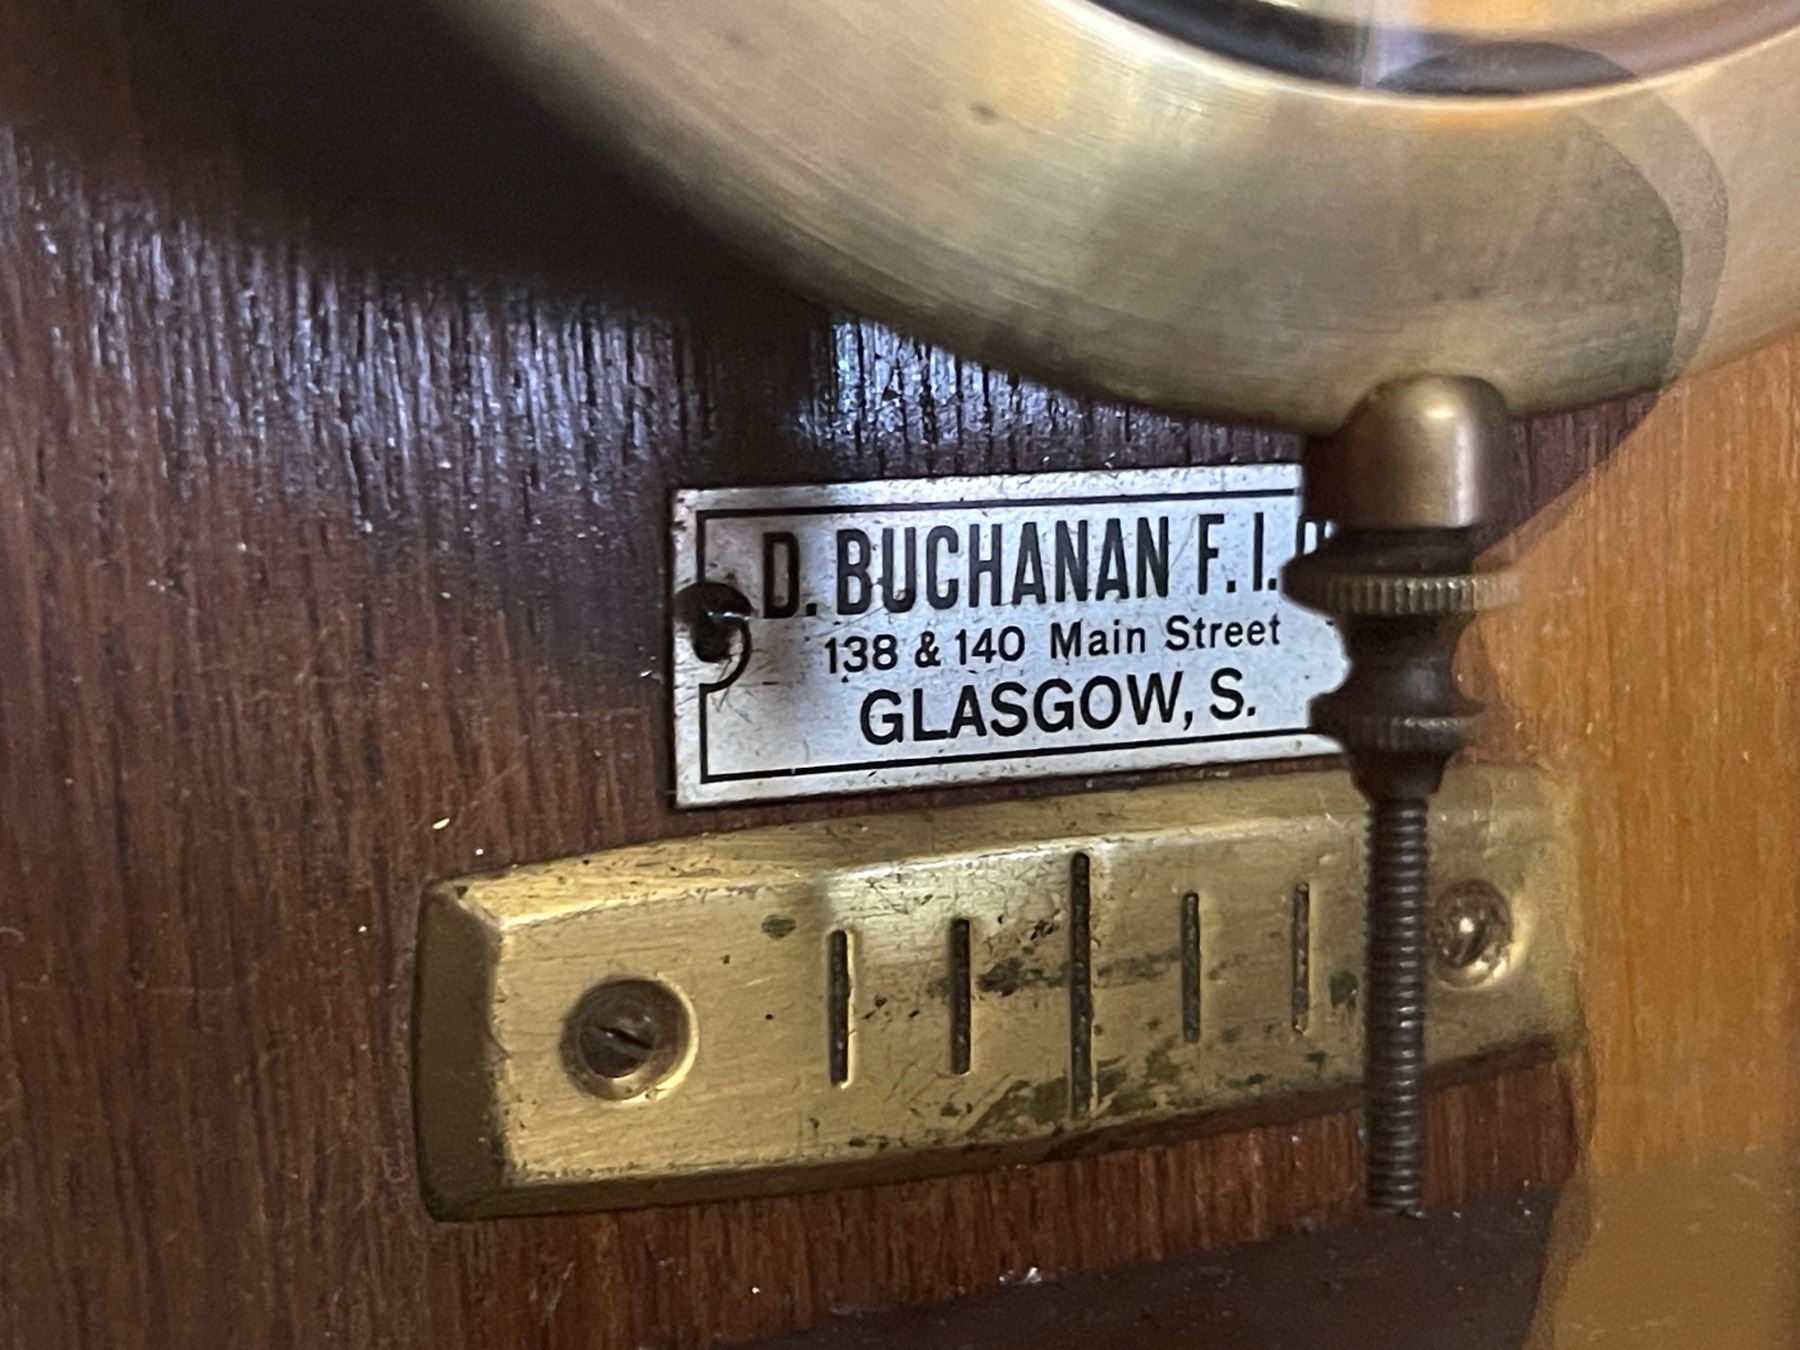 D. BUCHANAN F. I.
138 & 140 Main Street
GLASGOW, S.